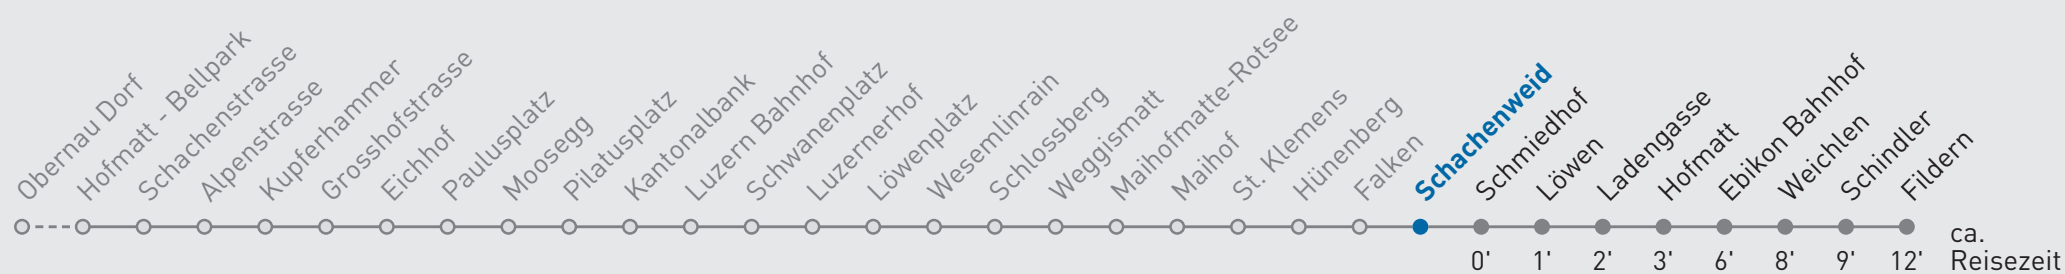 Obernau Dorf
Hofmatt - Bellpark
Schachenstrasse
Alpenstrasse
Kupferhammer
Grosshofstrasse
Eichhof
Paulusplatz
Moosegg
Pilatusplatz
Kantonalbank
Luzern Bahnhof
Schwanenplatz
Luzernerhof
Löwenplatz
Wesemlinrain
Schlossberg
Weggismatt
Maihofmatte-Rotsee
Maihof
St. Klemens
Hünenberg
Falken
Schachenweid
Schmiedhof
Löwen
Ladengasse
Hofmatt
Ebikon Bahnhof
Weichlen
Schindler
Fildern
0' 1' 2' 3' 6' 8' 9' 12'
ca.
Reisezeit